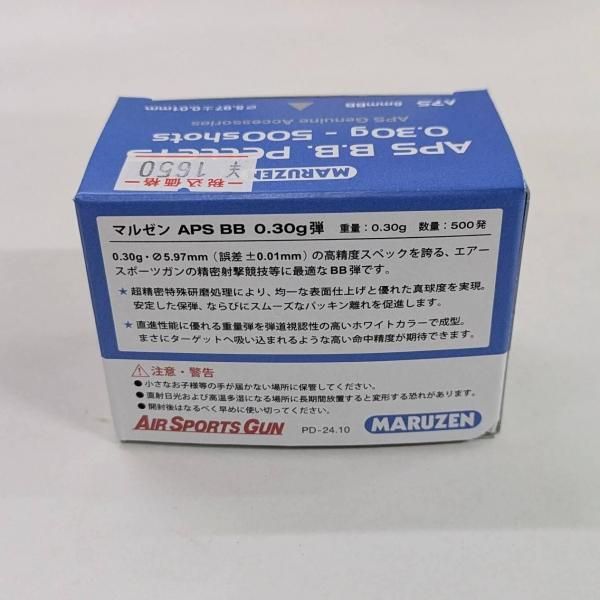 APS 6mmBB
⌀5.97±0.01mm
APS Genuine Accessories
APS B.B. PELLETS
0.30g - 500shots
MARUZEN
税込価格
¥1650
マルゼン APS BB 0.30g弾 重量：0.30g 数量：500発
0.30g・⌀5.97mm（誤差±0.01mm）の高精度スペックを誇る、エアー
スポーツガンの精密射撃競技等に最適なBB弾です。
★超精密特殊研磨処理により、均一な表面仕上げと優れた真球度を実現。
安定した保弾、ならびにスムーズなパッキン離れを促進します。
★直進性能に優れる重量弾を弾道視認性の高いホワイトカラーで成型。
まさにターゲットへ吸い込まれるような高い命中精度が期待できます。
⚠注意・警告
●小さなお子様等の手が届かない場所に保管してください。
●直射日光および高温多湿になる場所に長期間放置すると変形する恐れがあります。
●開封後はなるべく早めに使い切ってください。
AIR SPORTS GUN PD-24.10 MARUZEN